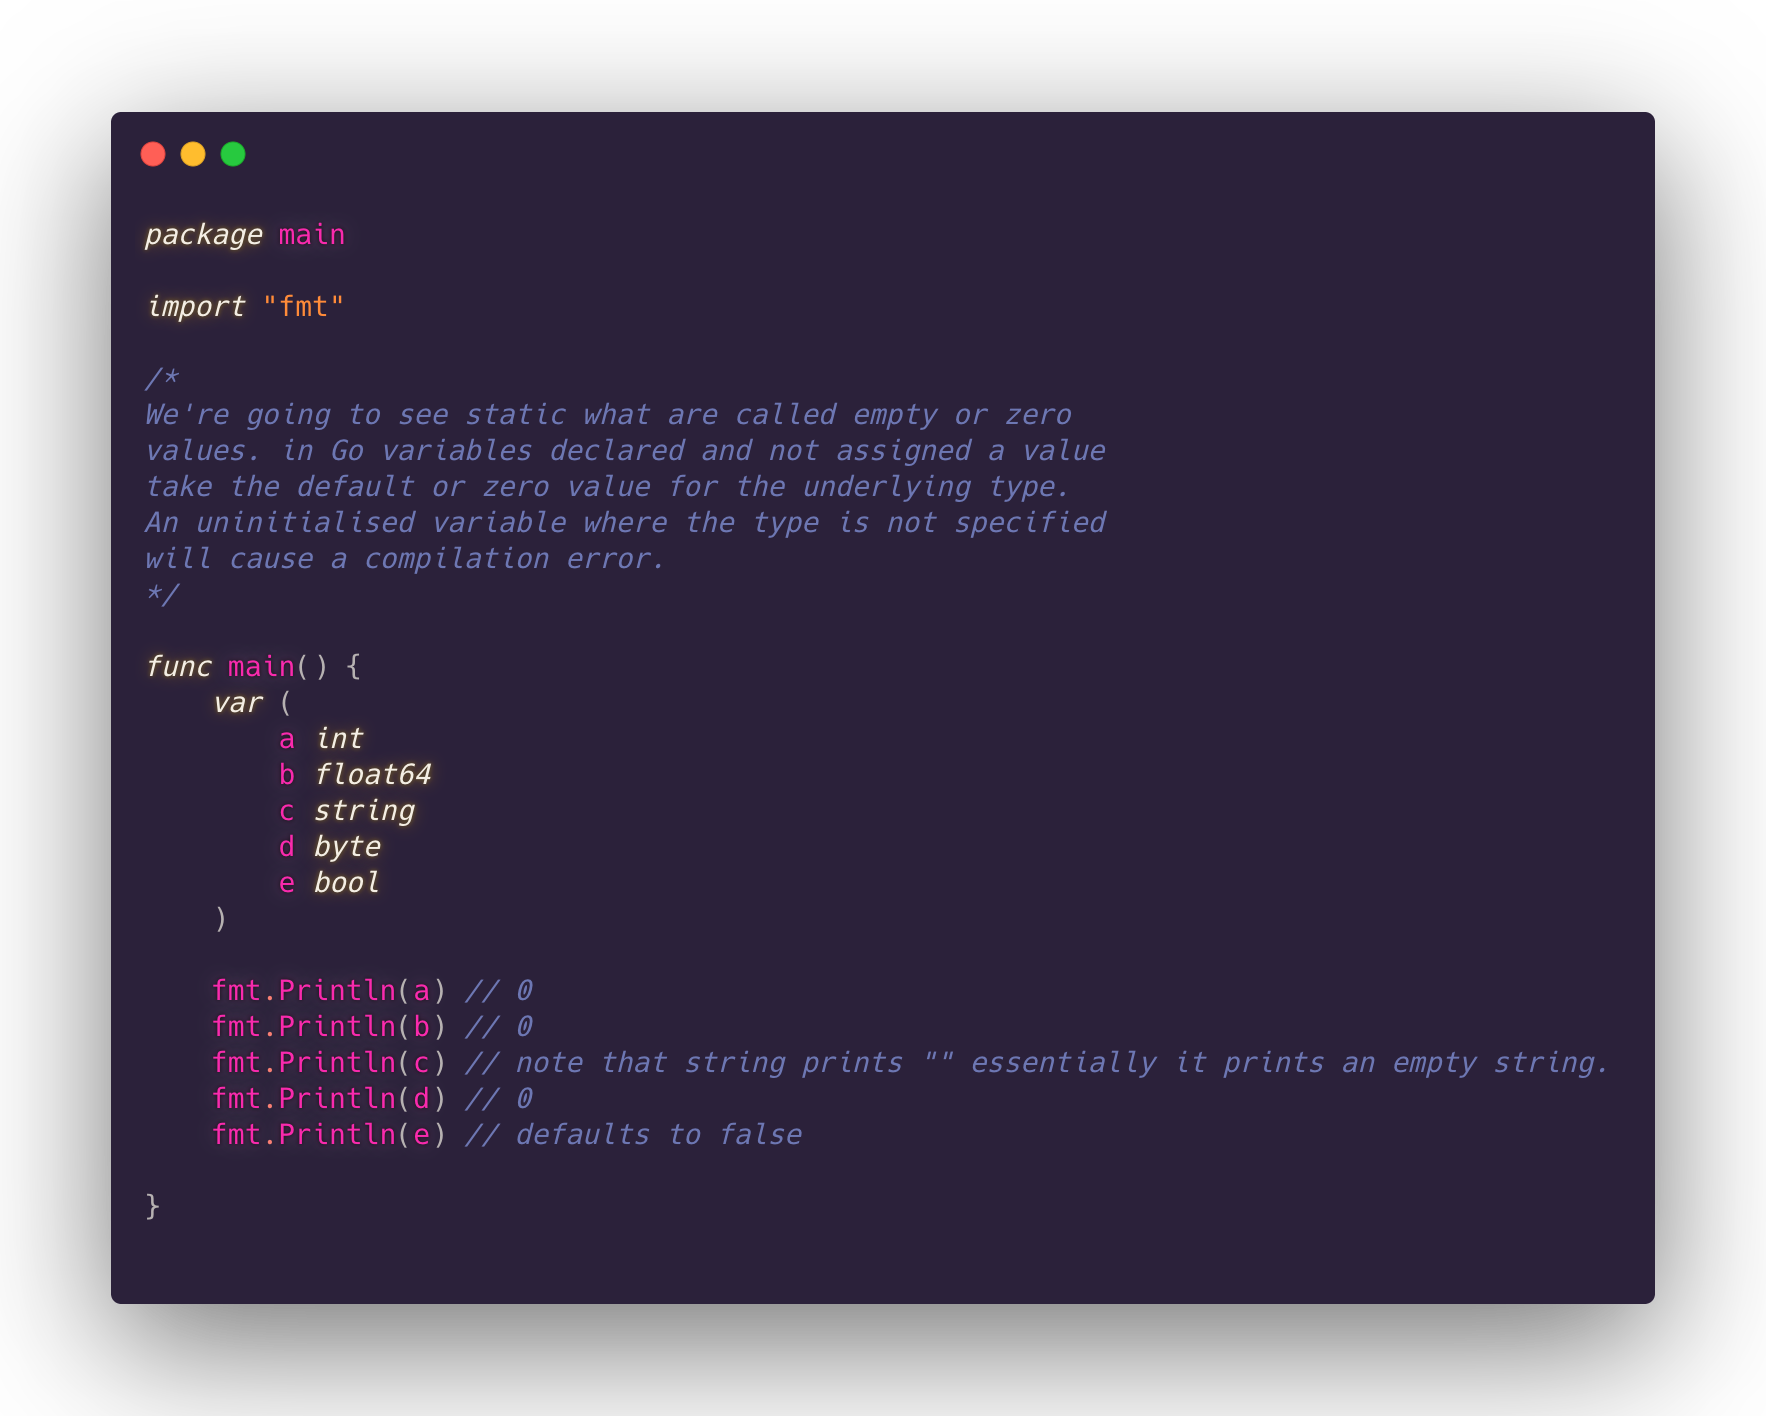 package main

import "fmt"

/*
We're going to see static what are called empty or zero
values. in Go variables declared and not assigned a value
take the default or zero value for the underlying type.
An uninitialised variable where the type is not specified
will cause a compilation error.
*/

func main() {
    var (
        a int
        b float64
        c string
        d byte
        e bool
    )

    fmt.Println(a) // 0
    fmt.Println(b) // 0
    fmt.Println(c) // note that string prints "" essentially it prints an empty string.
    fmt.Println(d) // 0
    fmt.Println(e) // defaults to false

}